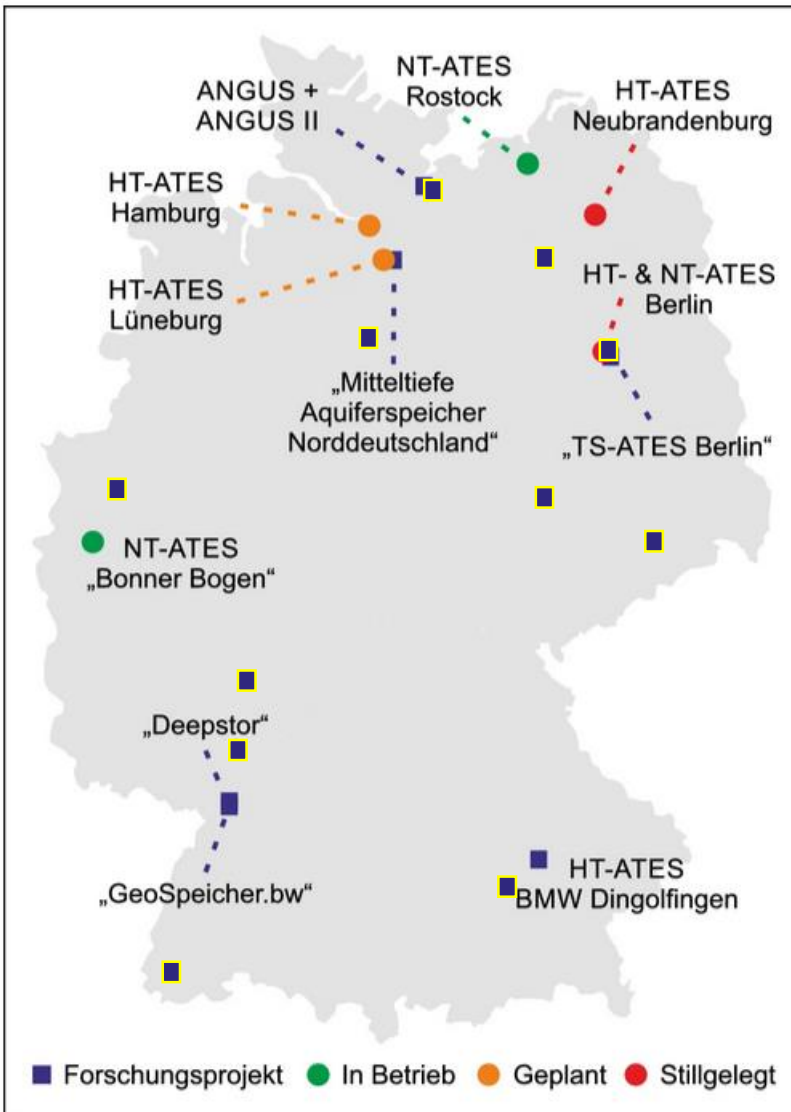 NT-ATES
Rostock
ANGUS +
ANGUS II
HT-ATES
Neubrandenburg
HT-ATES
Hamburg
HT-ATES
Lüneburg
HT- & NT-ATES
Berlin
„Mitteltiefe
Aquiferspeicher
Norddeutschland“
„TS-ATES Berlin“
NT-ATES
„Bonner Bogen“
„Deepstor“
„GeoSpeicher.bw“
HT-ATES
BMW Dingolfingen
Forschungsprojekt In Betrieb Geplant Stillgelegt